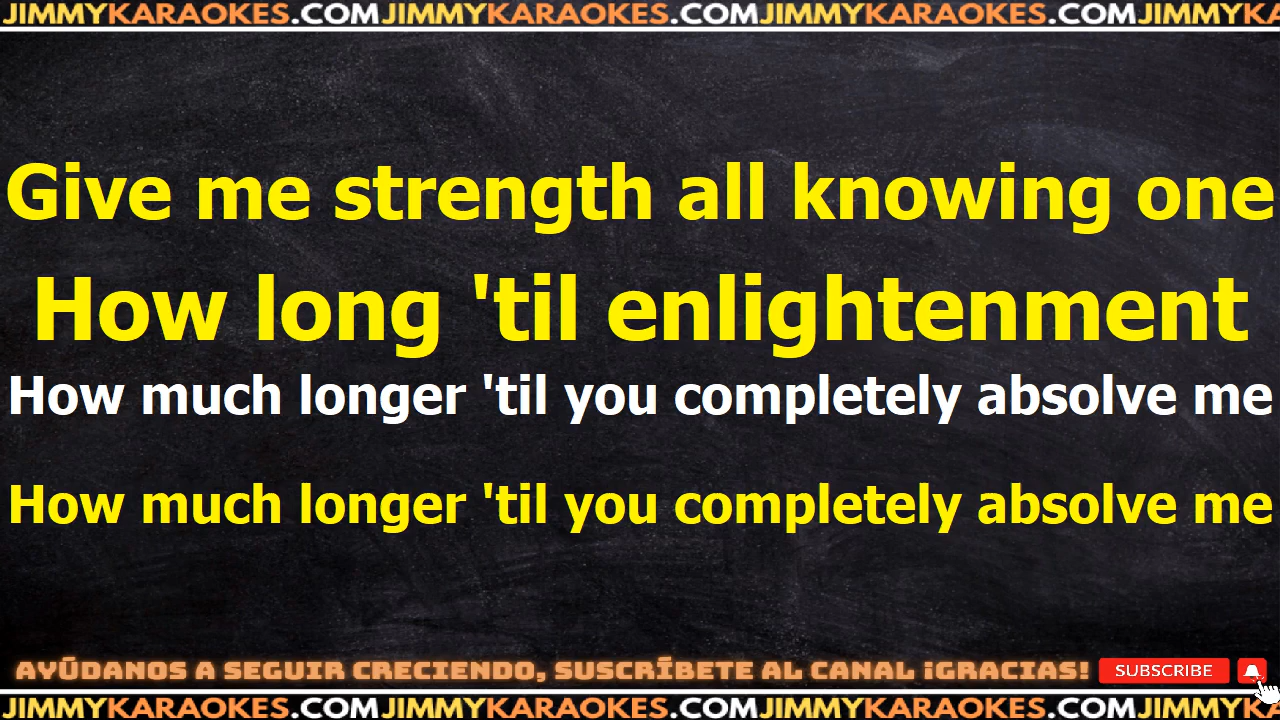 JIMMYKARAOKES.COMJIMMYKARAOKES.COMJIMMYKARAOKES.COMJIMMYKA
Give me strength all knowing one
How long 'til enlightenment
How much longer 'til you completely absolve me
How much longer 'til you completely absolve me
AYÚDANOS A SEGUIR CRECIENDO, SUSCRÍBETE AL CANAL ¡GRACIAS! SUBSCRIBE
JIMMYKARAOKES.COMJIMMYKARAOKES.COMJIMMYKARAOKES.COMJIMMYKA